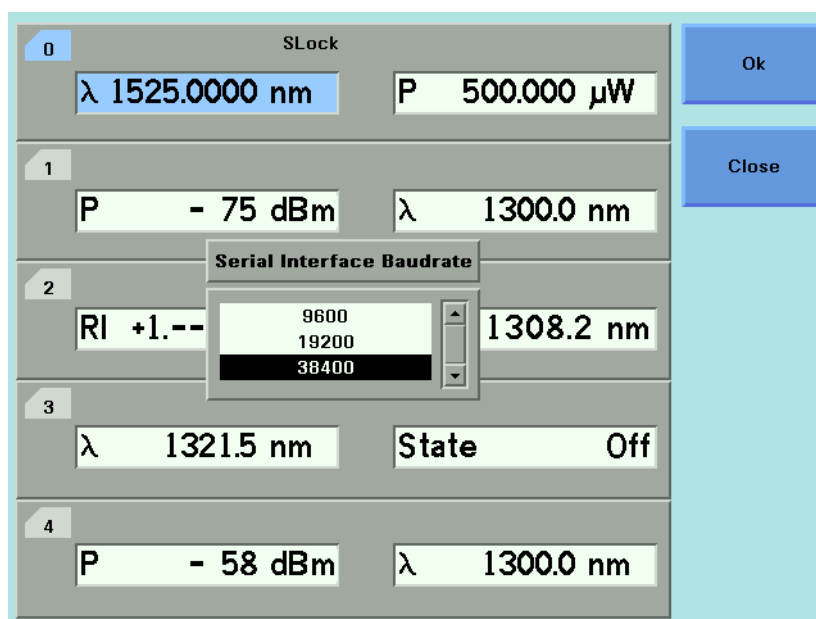 0 SLock
λ 1525.0000 nm P 500.000 µW
Ok
1
Close
P - 75 dBm λ 1300.0 nm
Serial Interface Baudrate
2
RI +1.-- 1308.2 nm
9600
19200
38400
3
λ 1321.5 nm State Off
4
P - 58 dBm λ 1300.0 nm